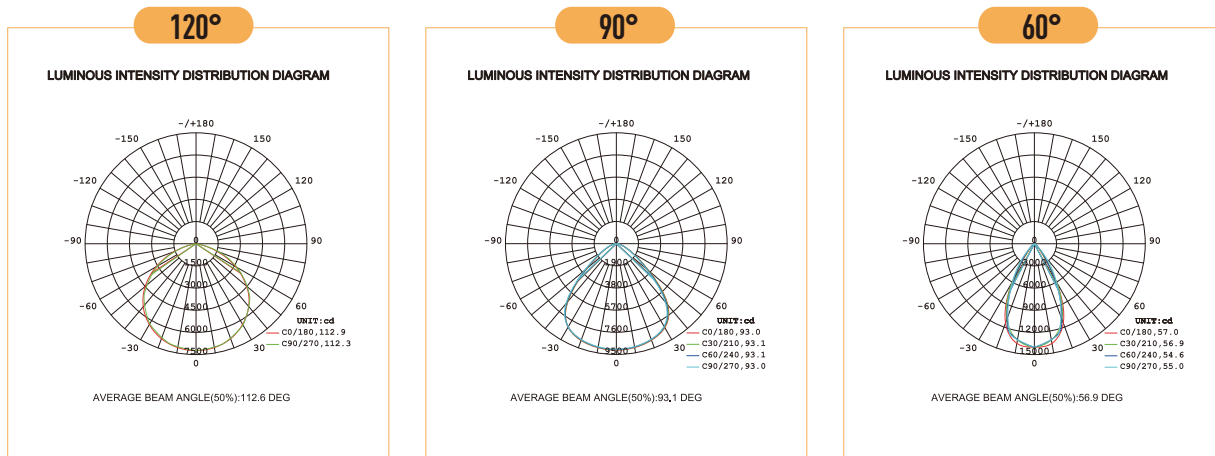 120°
LUMINOUS INTENSITY DISTRIBUTION DIAGRAM
-/+180
-150 150
-120 120
-90 0 90
1500
3000
-60 4500 60
UNIT:cd
6000 C0/180,112.9
-30 7500 30 C90/270,112.3
0
AVERAGE BEAM ANGLE(50%):112.6 DEG
90°
LUMINOUS INTENSITY DISTRIBUTION DIAGRAM
-/+180
-150 150
-120 120
-90 0 90
1900
3800
-60 5700 60
UNIT:cd
7600 C0/180,93.0
-30 9500 30 C30/210,93.1
C60/240,93.1
0 C90/270,93.0
AVERAGE BEAM ANGLE(50%):93.1 DEG
60°
LUMINOUS INTENSITY DISTRIBUTION DIAGRAM
-/+180
-150 150
-120 120
-90 0 90
3000
6000
-60 9000 60
UNIT:cd
12000 C0/180,57.0
-30 15000 30 C30/210,56.9
C60/240,54.6
0 C90/270,55.0
AVERAGE BEAM ANGLE(50%):56.9 DEG